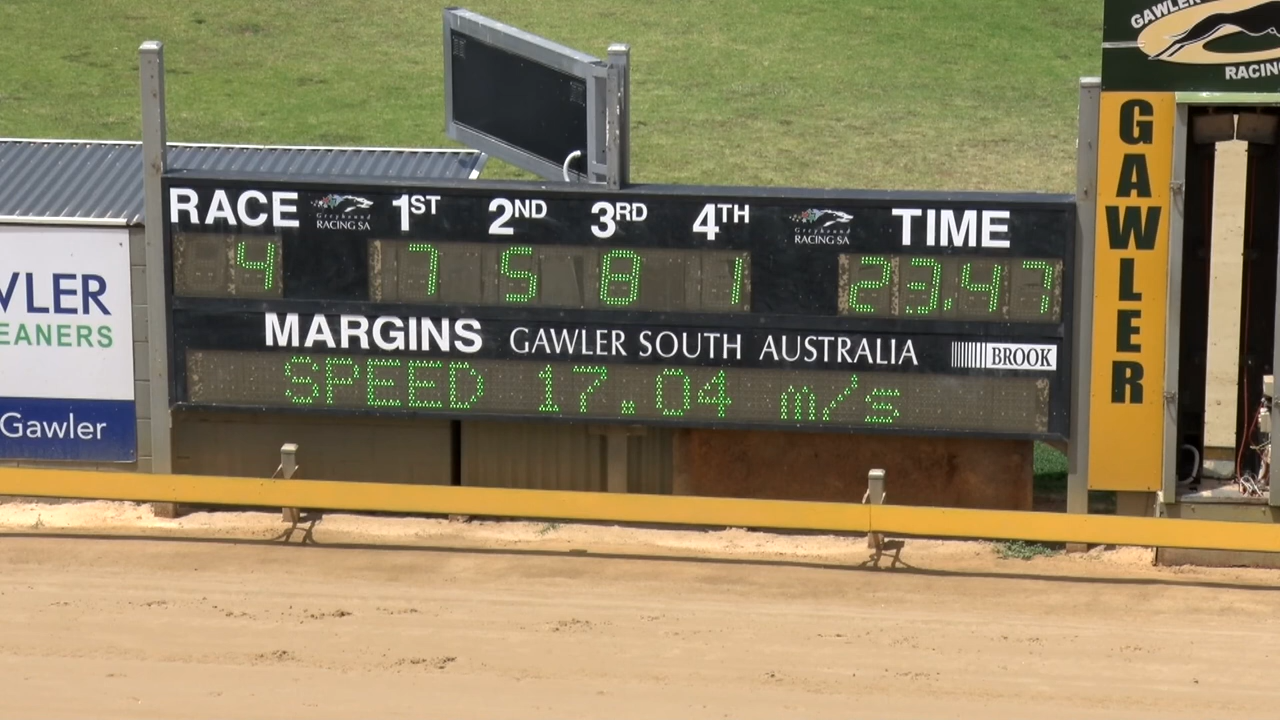 GAWLER
RACING
RACE
Greyhound
RACING SA
1ST
2ND
3RD
4TH
Greyhound
RACING SA
TIME
4
7
5
8
1
23.47
MARGINS
GAWLER SOUTH AUSTRALIA
BROOK
SPEED 17.04 m/s
GAWLER
WLER
EANERS
Gawler